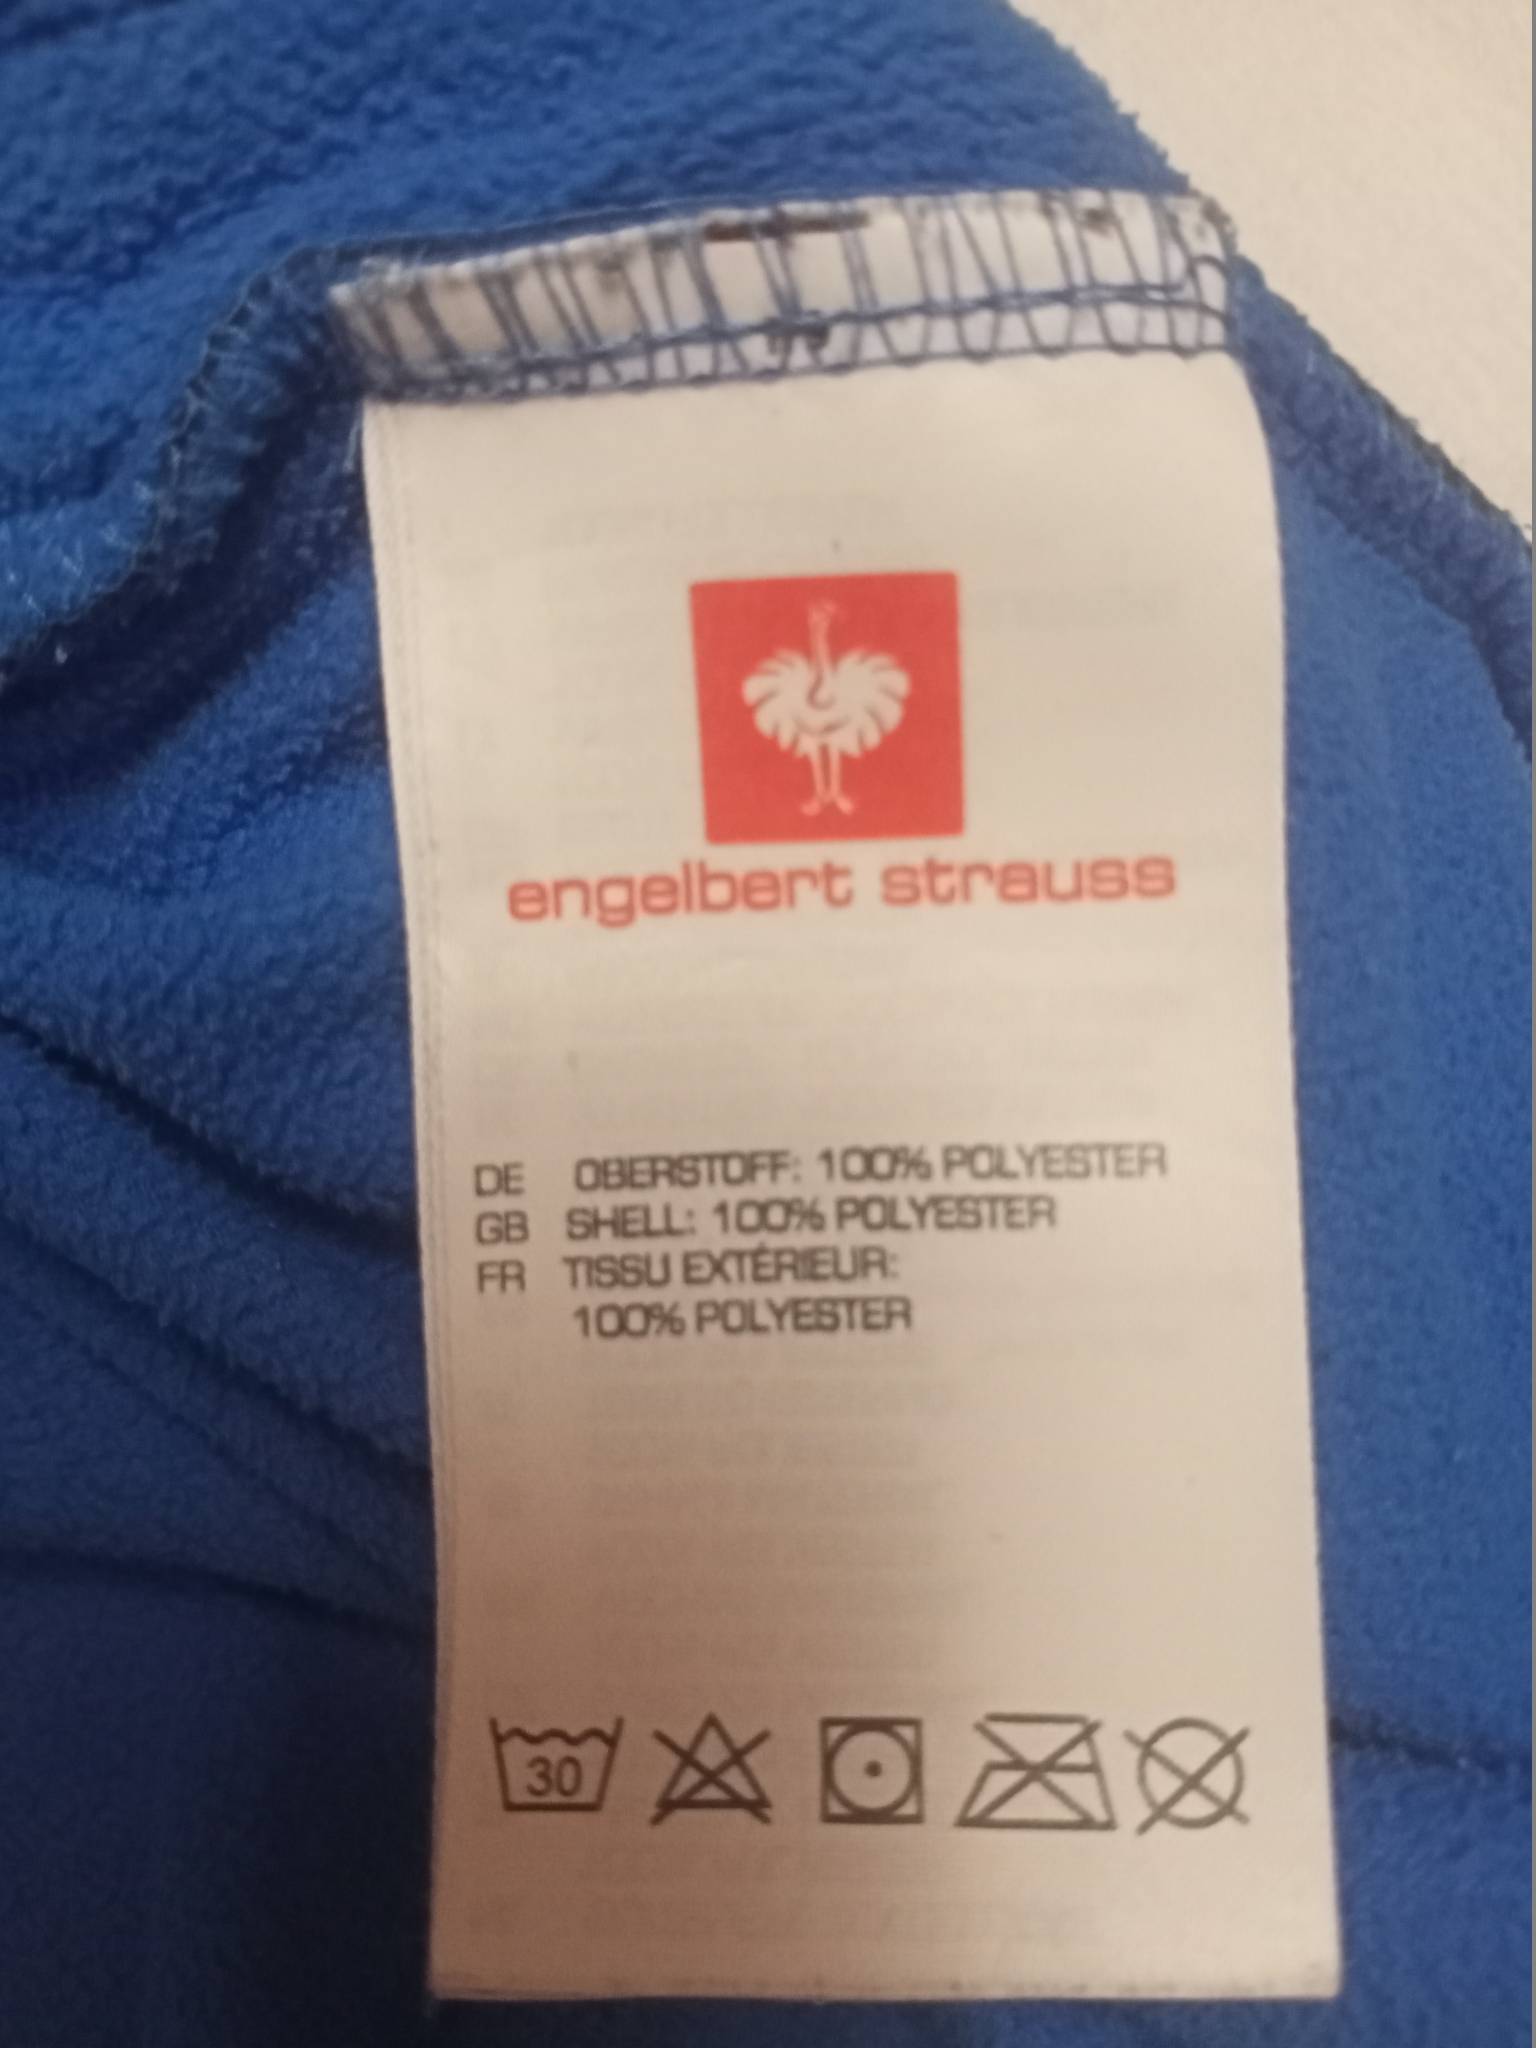 engelbert strauss
DE OBERSTOFF: 100% POLYESTER
GB SHELL: 100% POLYESTER
FR TISSU EXTÉRIEUR:
100% POLYESTER
30